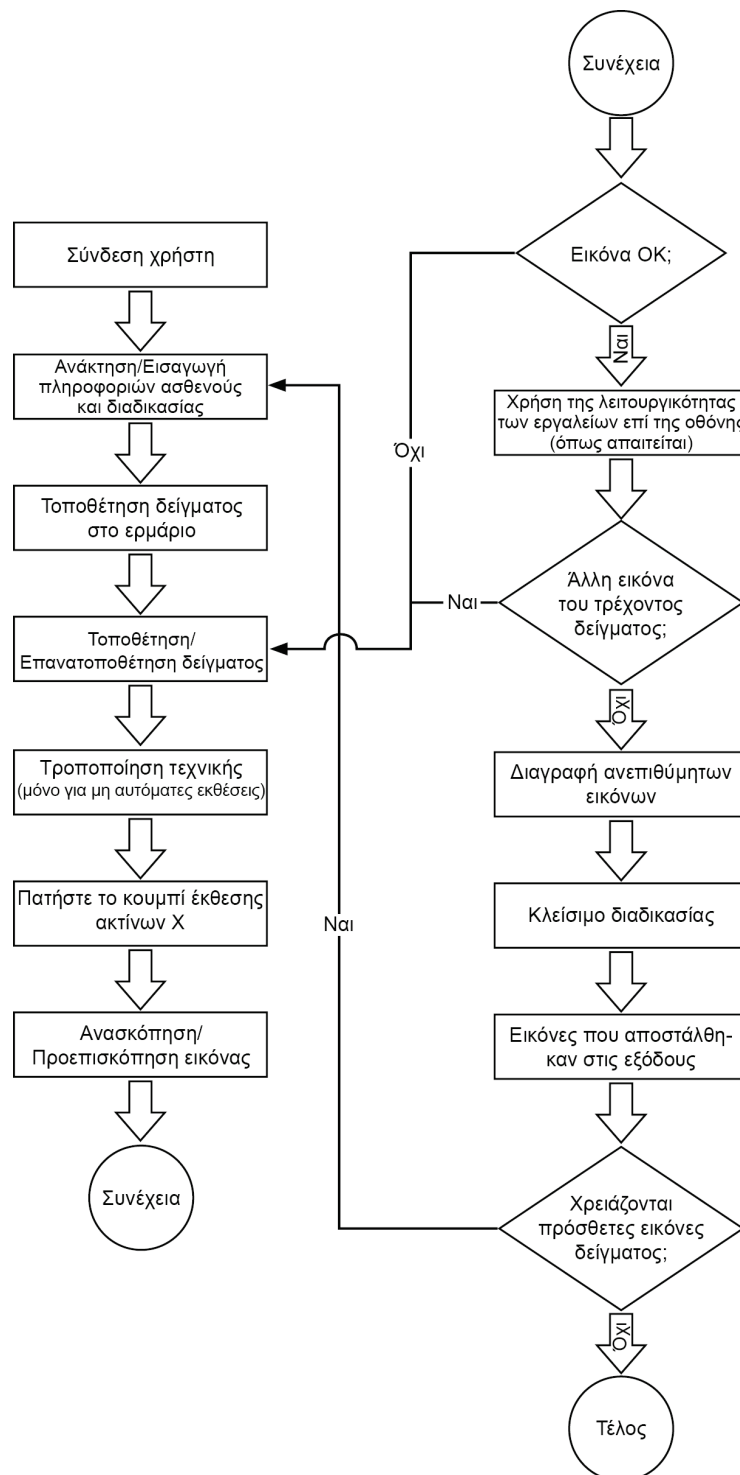 Σύνδεση χρήστη
Ανάκτηση/Εισαγωγή
πληροφοριών ασθενούς
και διαδικασίας
Τοποθέτηση δείγματος
στο ερμάριο
Τοποθέτηση/
Επανατοποθέτηση δείγματος
Τροποποίηση τεχνικής
(μόνο για μη αυτόματες εκθέσεις)
Πατήστε το κουμπί έκθεσης
ακτίνων Χ
Ανασκόπηση/
Προεπισκόπηση εικόνας
Συνέχεια
Συνέχεια
Εικόνα OK;
Όχι
Ναι
Χρήση της λειτουργικότητας
των εργαλείων επί της οθόνης
(όπως απαιτείται)
Άλλη εικόνα
του τρέχοντος
δείγματος;
Ναι
Όχι
Διαγραφή ανεπιθύμητων
εικόνων
Κλείσιμο διαδικασίας
Εικόνες που αποστάλθη-
καν στις εξόδους
Χρειάζονται
πρόσθετες εικόνες
δείγματος;
Ναι
Όχι
Τέλος